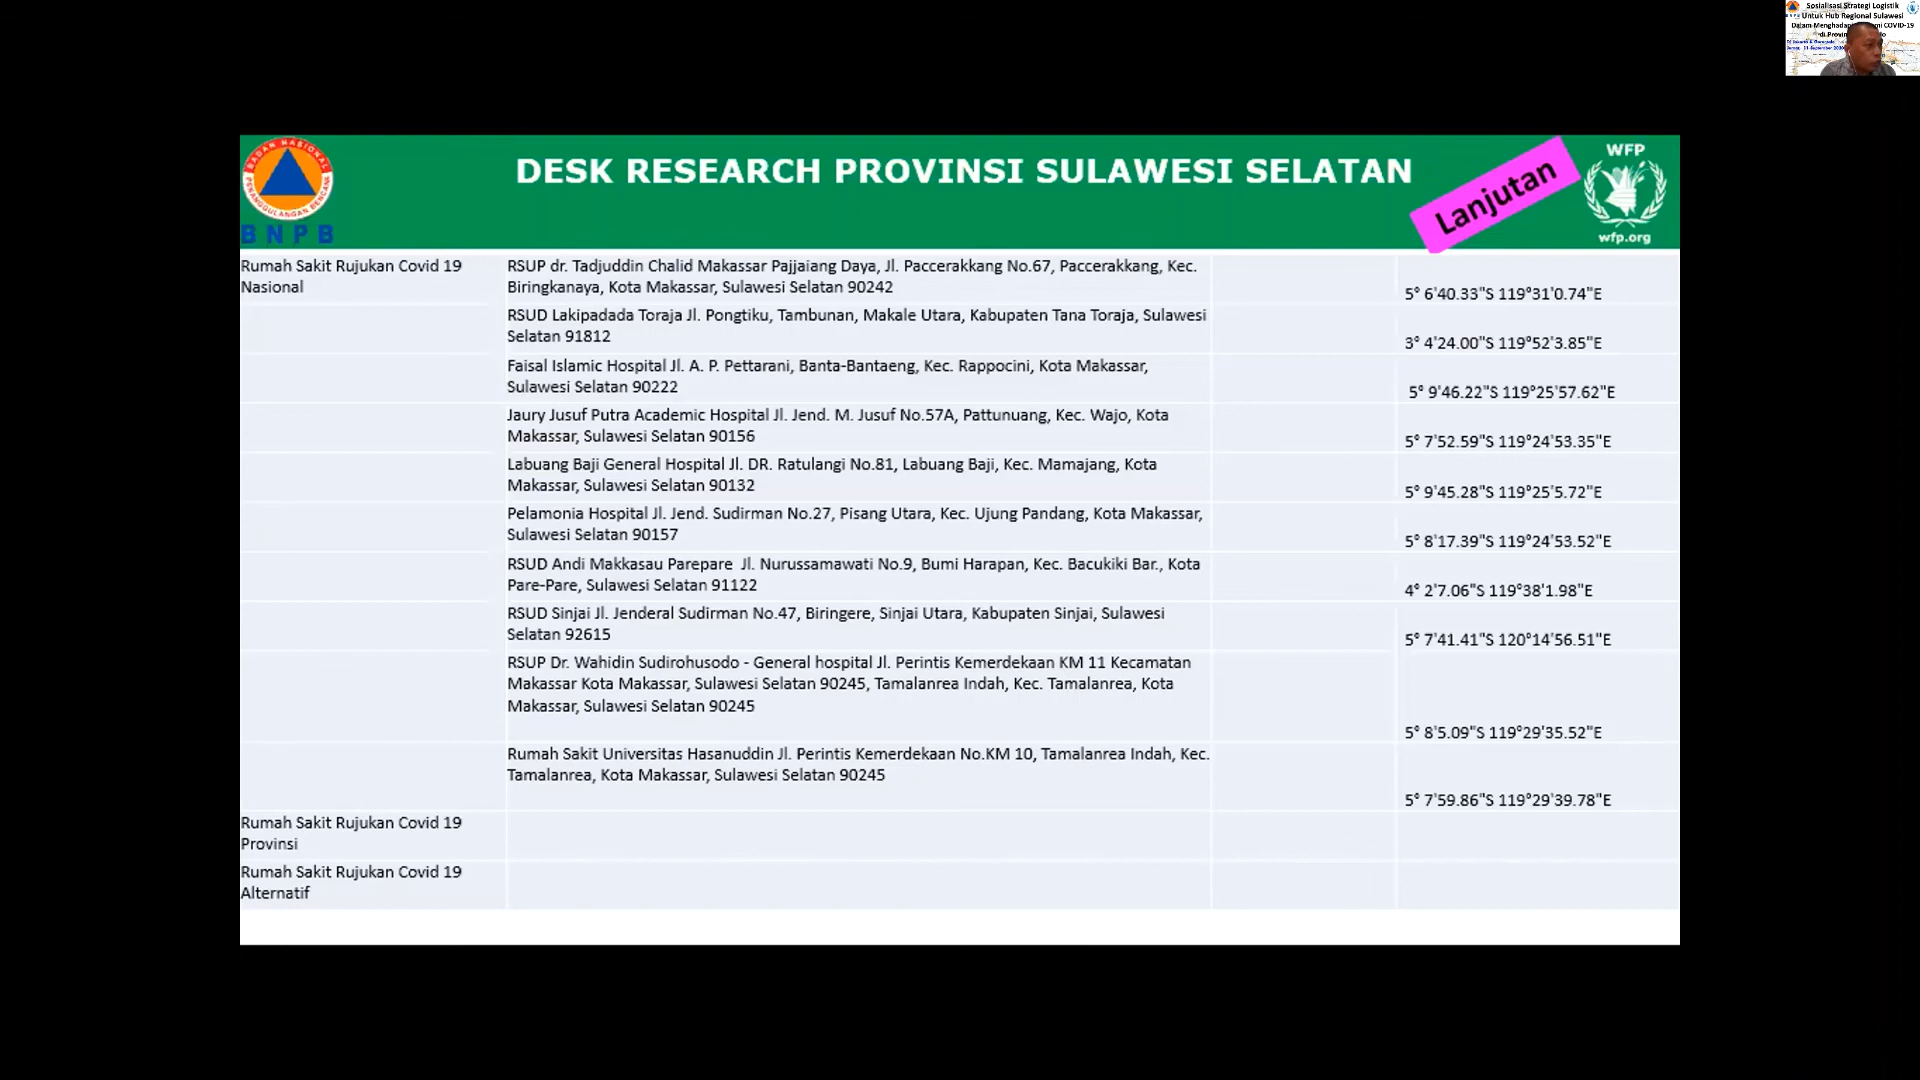 Sosialisasi Strategi Logistik
Untuk Hub Regional Sulawesi
BNPB
BADAN NASIONAL PENANGGULANGAN BENCANA
BNPB
DESK RESEARCH PROVINSI SULAWESI SELATAN
Lanjutan
WFP
wfp.org
Rumah Sakit Rujukan Covid 19
Nasional
RSUP dr. Tadjuddin Chalid Makassar Pajjaiang Daya, Jl. Paccerakkang No.67, Paccerakkang, Kec.
Biringkanaya, Kota Makassar, Sulawesi Selatan 90242
5° 6'40.33"S 119°31'0.74"E
RSUD Lakipadada Toraja Jl. Pongtiku, Tambunan, Makale Utara, Kabupaten Tana Toraja, Sulawesi
Selatan 91812
3° 4'24.00"S 119°52'3.85"E
Faisal Islamic Hospital Jl. A. P. Pettarani, Banta-Bantaeng, Kec. Rappocini, Kota Makassar,
Sulawesi Selatan 90222
5° 9'46.22"S 119°25'57.62"E
Jaury Jusuf Putra Academic Hospital Jl. Jend. M. Jusuf No.57A, Pattunuang, Kec. Wajo, Kota
Makassar, Sulawesi Selatan 90156
5° 7'52.59"S 119°24'53.35"E
Labuang Baji General Hospital Jl. DR. Ratulangi No.81, Labuang Baji, Kec. Mamajang, Kota
Makassar, Sulawesi Selatan 90132
5° 9'45.28"S 119°25'5.72"E
Pelamonia Hospital Jl. Jend. Sudirman No.27, Pisang Utara, Kec. Ujung Pandang, Kota Makassar,
Sulawesi Selatan 90157
5° 8'17.39"S 119°24'53.52"E
RSUD Andi Makkasau Parepare Jl. Nurussamawati No.9, Bumi Harapan, Kec. Bacukiki Bar., Kota
Pare-Pare, Sulawesi Selatan 91122
4° 2'7.06"S 119°38'1.98"E
RSUD Sinjai Jl. Jenderal Sudirman No.47, Biringere, Sinjai Utara, Kabupaten Sinjai, Sulawesi
Selatan 92615
5° 7'41.41"S 120°14'56.51"E
RSUP Dr. Wahidin Sudirohusodo - General hospital Jl. Perintis Kemerdekaan KM 11 Kecamatan
Makassar Kota Makassar, Sulawesi Selatan 90245, Tamalanrea Indah, Kec. Tamalanrea, Kota
Makassar, Sulawesi Selatan 90245
5° 8'5.09"S 119°29'35.52"E
Rumah Sakit Universitas Hasanuddin Jl. Perintis Kemerdekaan No.KM 10, Tamalanrea Indah, Kec.
Tamalanrea, Kota Makassar, Sulawesi Selatan 90245
5° 7'59.86"S 119°29'39.78"E
Rumah Sakit Rujukan Covid 19
Provinsi
Rumah Sakit Rujukan Covid 19
Alternatif